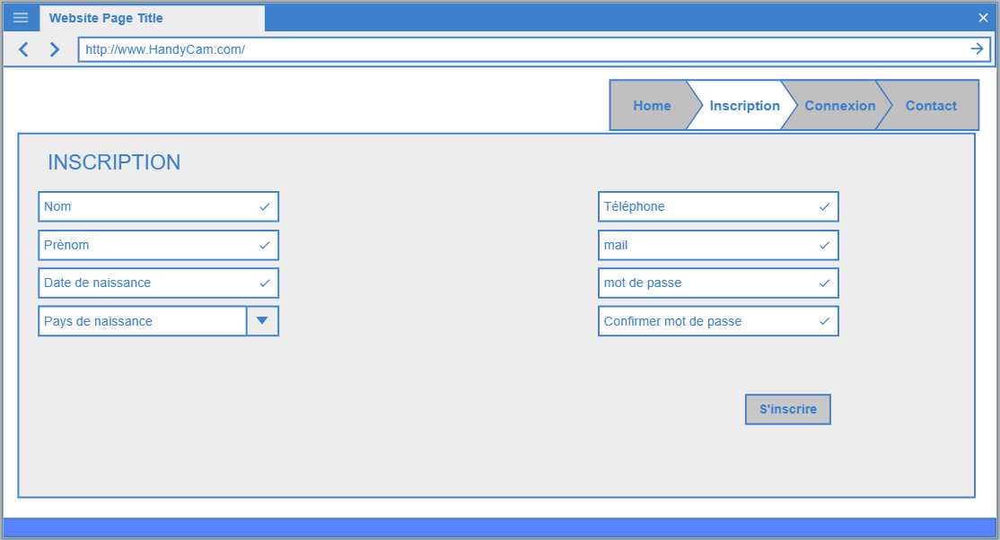 Website Page Title
http://www.HandyCam.com/
Home Inscription Connexion Contact
INSCRIPTION
Nom
Prènom
Date de naissance
Pays de naissance
Téléphone
mail
mot de passe
Confirmer mot de passe
S'inscrire